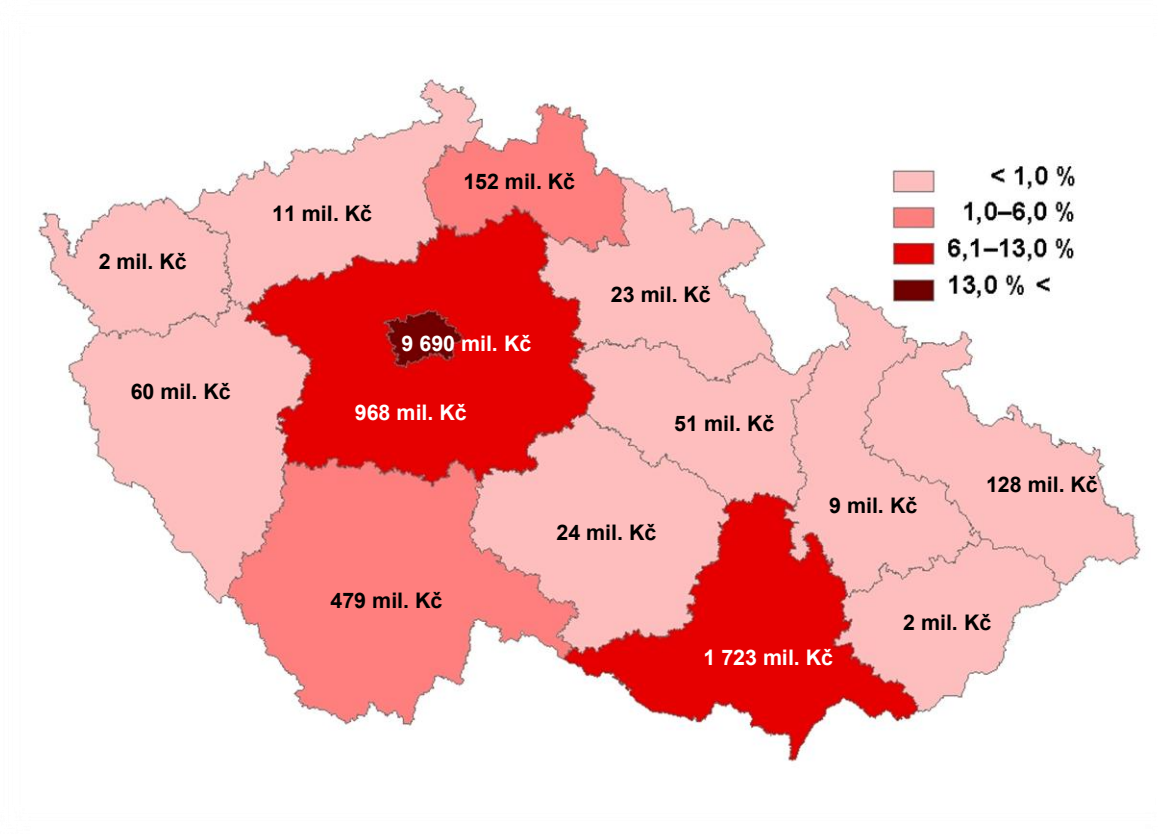 < 1,0 %
152 mil. Kč
1,0–6,0 %
11 mil. Kč
6,1–13,0 %
2 mil. Kč
13,0 % <
23 mil. Kč
9 690 mil. Kč
60 mil. Kč
968 mil. Kč
51 mil. Kč
128 mil. Kč
9 mil. Kč
24 mil. Kč
479 mil. Kč
2 mil. Kč
1 723 mil. Kč